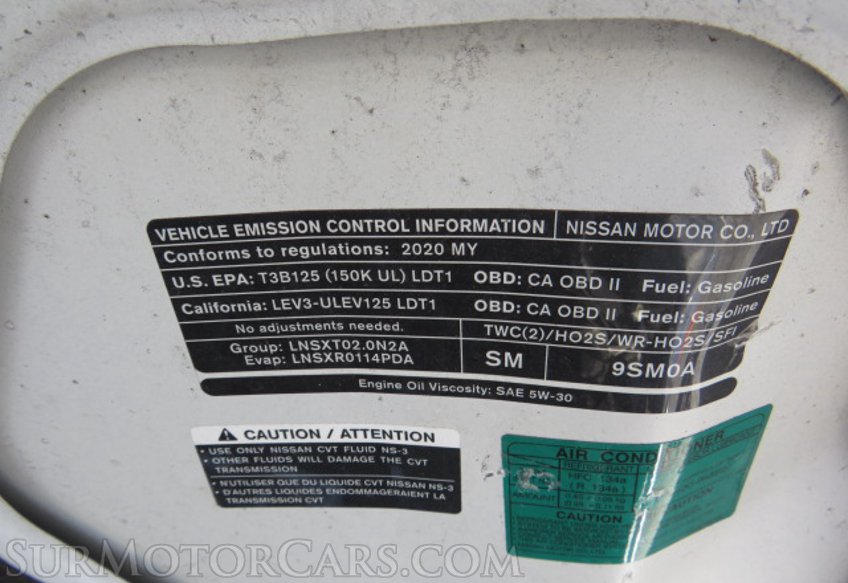 VEHICLE EMISSION CONTROL INFORMATION NISSAN MOTOR CO., LTD
Conforms to regulations: 2020 MY
U.S. EPA: T3B125 (150K UL) LDT1 OBD: CA OBD II Fuel: Gasoline
California: LEV3-ULEV125 LDT1 OBD: CA OBD II Fuel: Gasoline
No adjustments needed. TWC(2)/HO2S/WR-HO2S/SFI
Group: LNSXT02.0N2A
Evap: LNSXR0114PDA
SM 9SM0A
Engine Oil Viscosity: SAE 5W-30
CAUTION / ATTENTION
• USE ONLY NISSAN CVT FLUID NS-3
• OTHER FLUIDS WILL DAMAGE THE CVT
TRANSMISSION
• N'UTILISER QUE DU LIQUIDE CVT NISSAN NS-3
• D'AUTRES LIQUIDES ENDOMMAGERAIENT LA
TRANSMISSION CVT
AIR CONDITIONER
REFRIGERANT
HFC 134a
(R 134a)
AMOUNT
CAUTION
CAUTION
SURMOTORCARS.COM